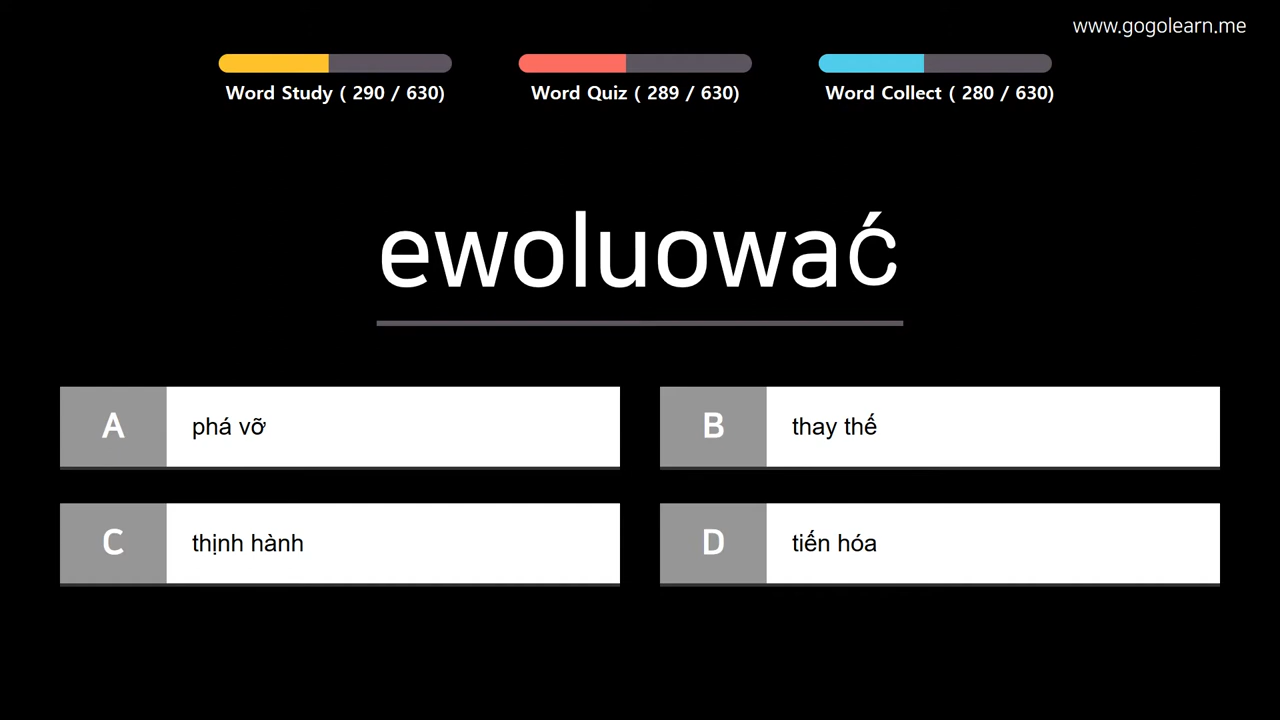 www.gogolearn.me
Word Study ( 290 / 630)
Word Quiz ( 289 / 630)
Word Collect ( 280 / 630)
ewoluować
A phá vỡ
B thay thế
C thịnh hành
D tiến hóa